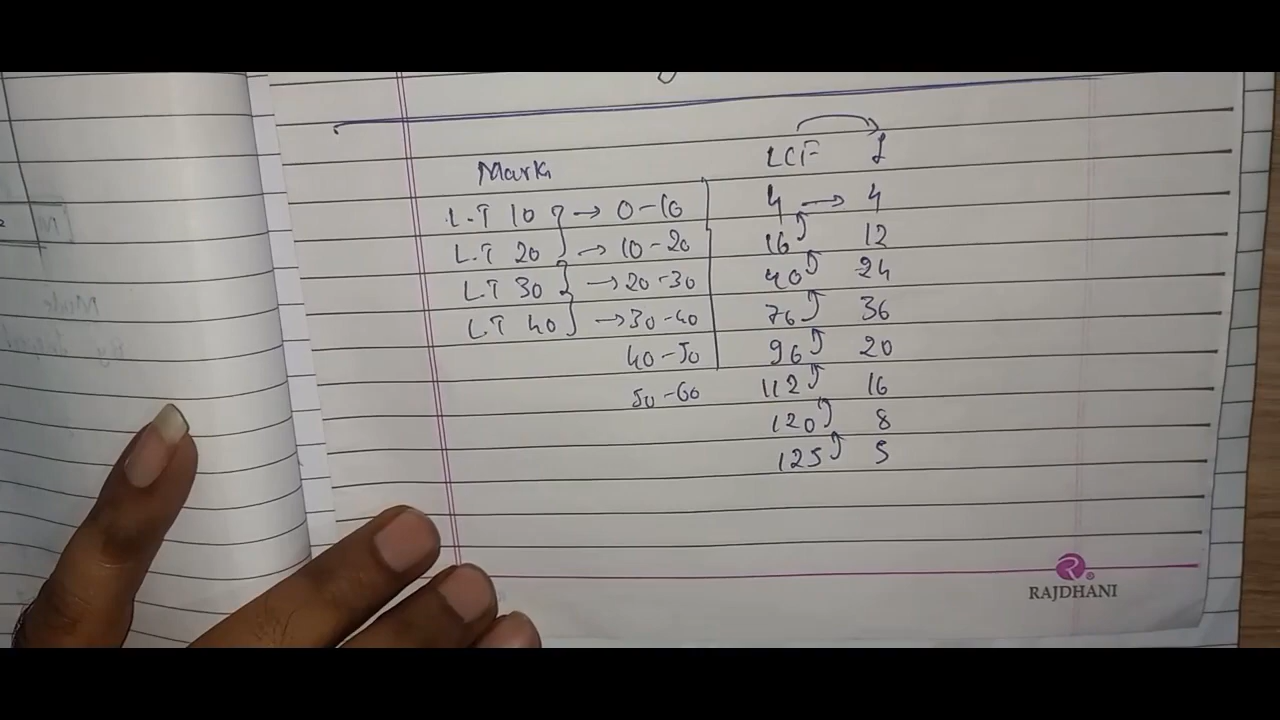 Mark LCF f
L.T 10 → 0-10 4 → 4
L.T 20 → 10-20 16 12
L.T 30 → 20-30 40 24
L.T 40 → 30-40 76 36
40-50 96 20
50-60 112 16
120 8
125 5
R
RAJDHANI